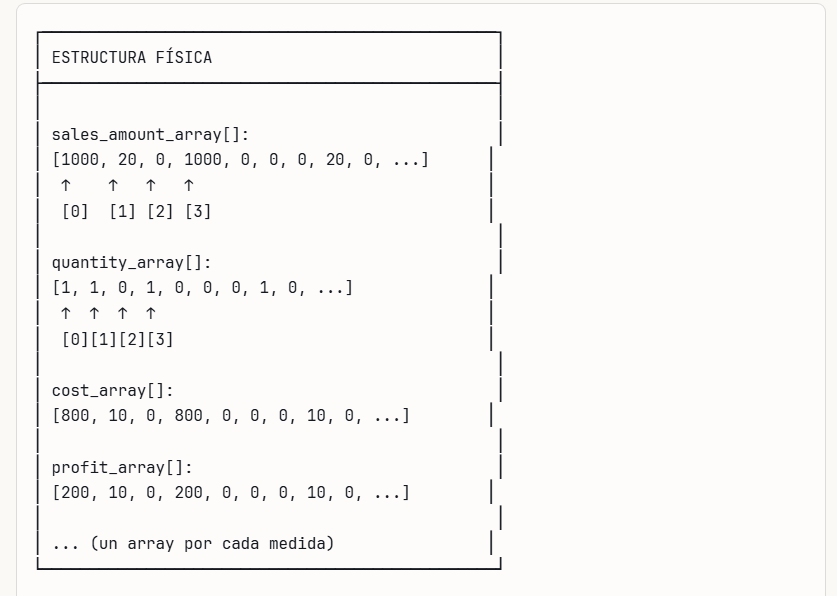 ESTRUCTURA FÍSICA
sales_amount_array[]:
[1000, 20, 0, 1000, 0, 0, 0, 20, 0, ...]
↑    ↑   ↑   ↑
[0]  [1] [2] [3]
quantity_array[]:
[1, 1, 0, 1, 0, 0, 0, 1, 0, ...]
↑  ↑  ↑  ↑
[0][1][2][3]
cost_array[]:
[800, 10, 0, 800, 0, 0, 0, 10, 0, ...]
profit_array[]:
[200, 10, 0, 200, 0, 0, 0, 10, 0, ...]
... (un array por cada medida)